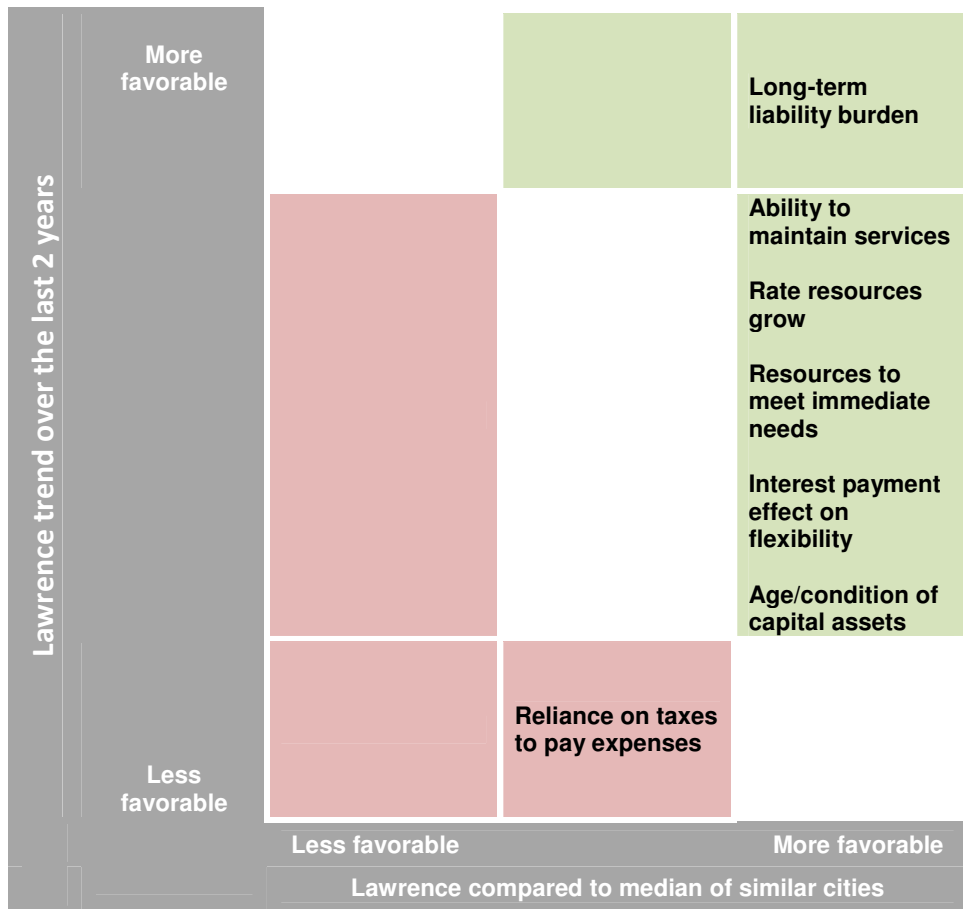 Lawrence trend over the last 2 years
More
favorable
Long-term
liability burden
Ability to
maintain services
Rate resources
grow
Resources to
meet immediate
needs
Interest payment
effect on
flexibility
Age/condition of
capital assets
Reliance on taxes
to pay expenses
Less
favorable
Less favorable
More favorable
Lawrence compared to median of similar cities